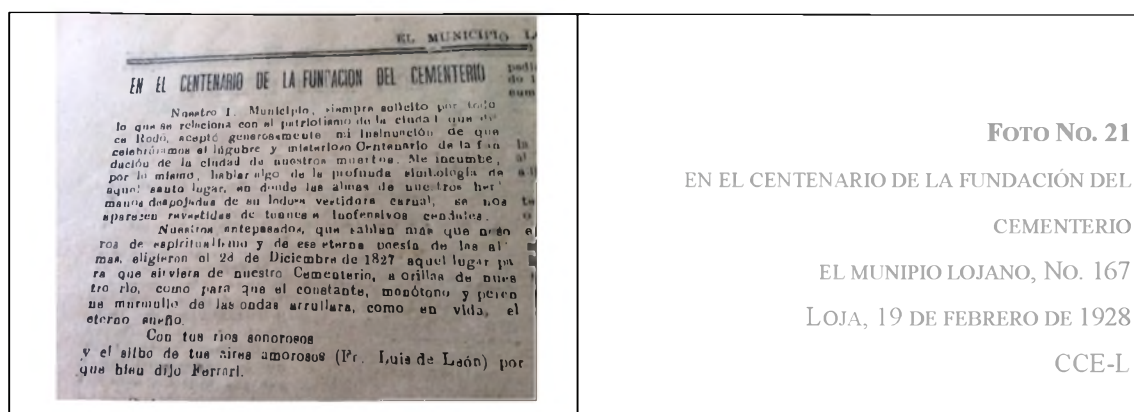 EL MUNICIPIO L
EN EL CENTENARIO DE LA FUNDACION DEL CEMENTERIO
Nuestro I. Municipio, siempre solícito por todo
lo que se relaciona con el patriotismo de la ciudad que di-
ce Rodó, aceptó generosamente mi insinuación de que
celebráramos el lúgubre y misterioso Centenario de la fun
dación de la ciudad de nuestros muertos. Me incumbe,
por lo mismo, hablar algo de la profunda simbología de
aquel santo lugar, en donde las almas de nuestros her
manos despojadas de su vestidura carnal, se nos
aparecen revestidas de tenues e inofensivos cendales.
Nuestros antepasados, que sabían más que noso
ros de espiritualismo y de esa eterna poesía de las al
mas, eligieron el 2d de Diciembre de 1827 aquel lugar pa
ra que sirviera de nuestro Cementerio, a orillas de nues
tro río, como para que el constante, monótono y peren
ne murmullo de las ondas arrullara, como en vida, el
eterno sueño.
Con tus rios sonorosos
y el silbo de tus aires amorosos (Fr. Luis de León) por
que bien dijo Ferrari.
FOTO NO. 21
EN EL CENTENARIO DE LA FUNDACIÓN DEL
CEMENTERIO
EL MUNIPIO LOJANO, NO. 167
LOJA, 19 DE FEBRERO DE 1928
CCE-L